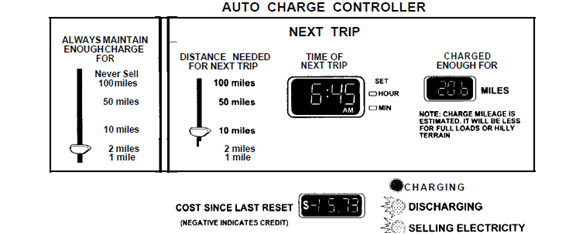 AUTO CHARGE CONTROLLER
ALWAYS MAINTAIN
ENOUGH CHARGE
FOR
Never Sell
100 miles
50 miles
10 miles
2 miles
1 mile
NEXT TRIP
DISTANCE NEEDED
FOR NEXT TRIP
100 miles
50 miles
10 miles
2 miles
1 mile
TIME OF
NEXT TRIP
6:45
AM
SET
HOUR
MIN
CHARGED
ENOUGH FOR
20.6
MILES
NOTE: CHARGE MILEAGE IS
ESTIMATED. IT WILL BE LESS
FOR FULL LOADS OR HILLY
TERRAIN
COST SINCE LAST RESET
(NEGATIVE INDICATES CREDIT)
$-15.73
CHARGING
DISCHARGING
SELLING ELECTRICITY